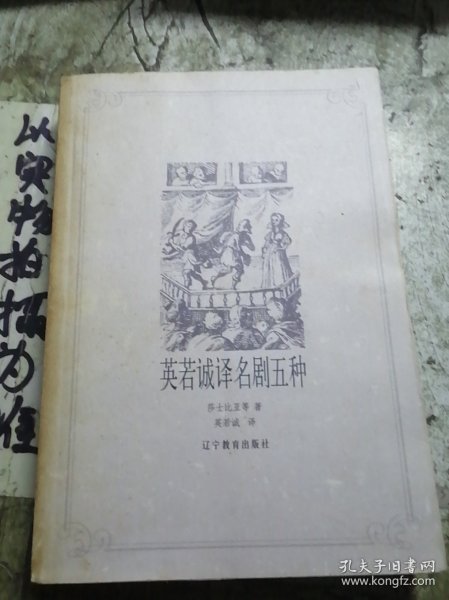 以实物拍摄为准
英若诚译名剧五种
莎士比亚等 著
英若诚 译
辽宁教育出版社
孔夫子旧书网
www.kongfz.com